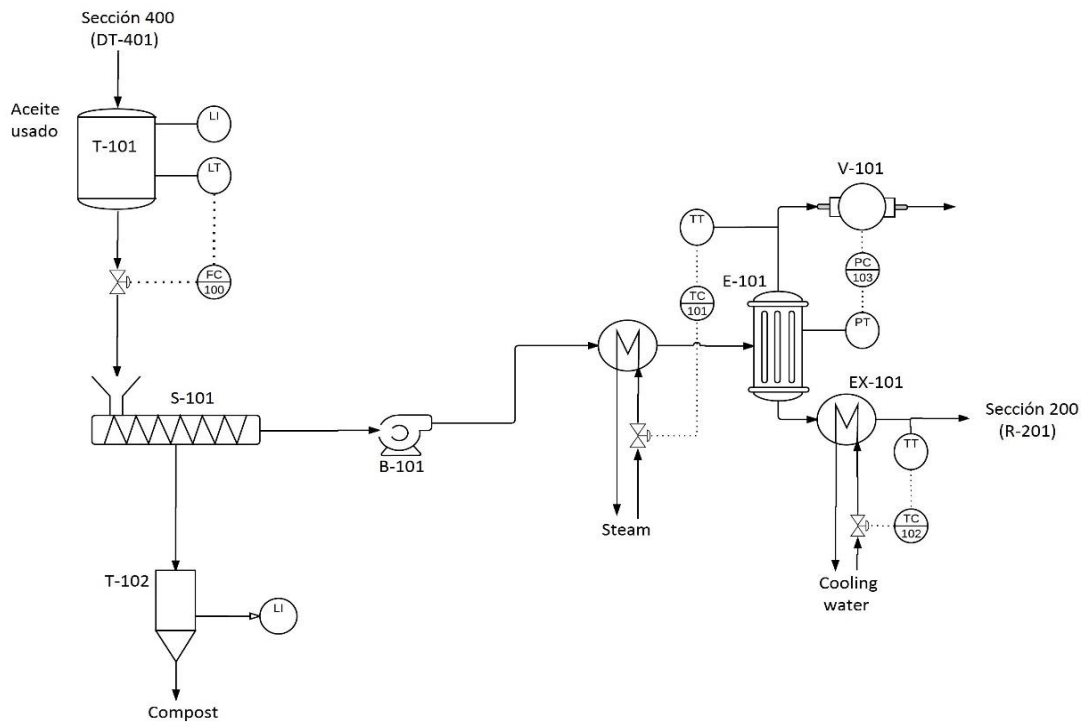 Sección 400
(DT-401)
Aceite
usado
T-101
LI
LT
FC
100
S-101
B-101
T-102
LI
Compost
Steam
TT
TC
101
E-101
V-101
PC
103
PT
EX-101
Sección 200
(R-201)
TT
TC
102
Cooling
water